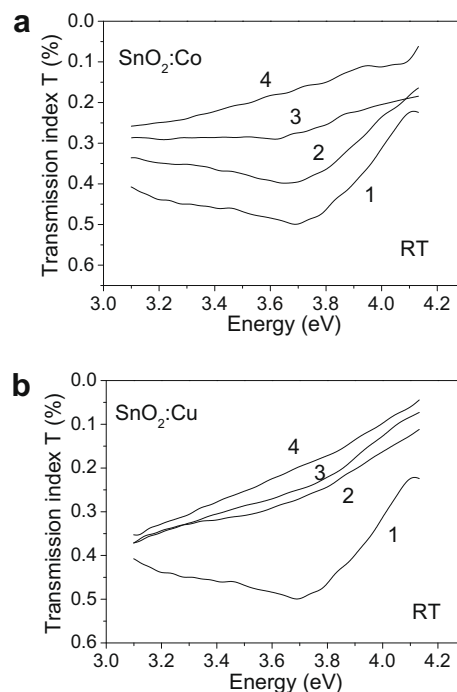 a
0.0
SnO₂:Co
4
0.1
0.2
3
0.3
2
0.4
1
0.5
RT
0.6
Transmission index T (%)
3.0 3.2 3.4 3.6 3.8 4.0 4.2
Energy (eV)
b
0.0
SnO₂:Cu
0.1
4
0.2
3
2
0.3
1
0.4
0.5
RT
0.6
Transmission index T (%)
3.0 3.2 3.4 3.6 3.8 4.0 4.2
Energy (eV)